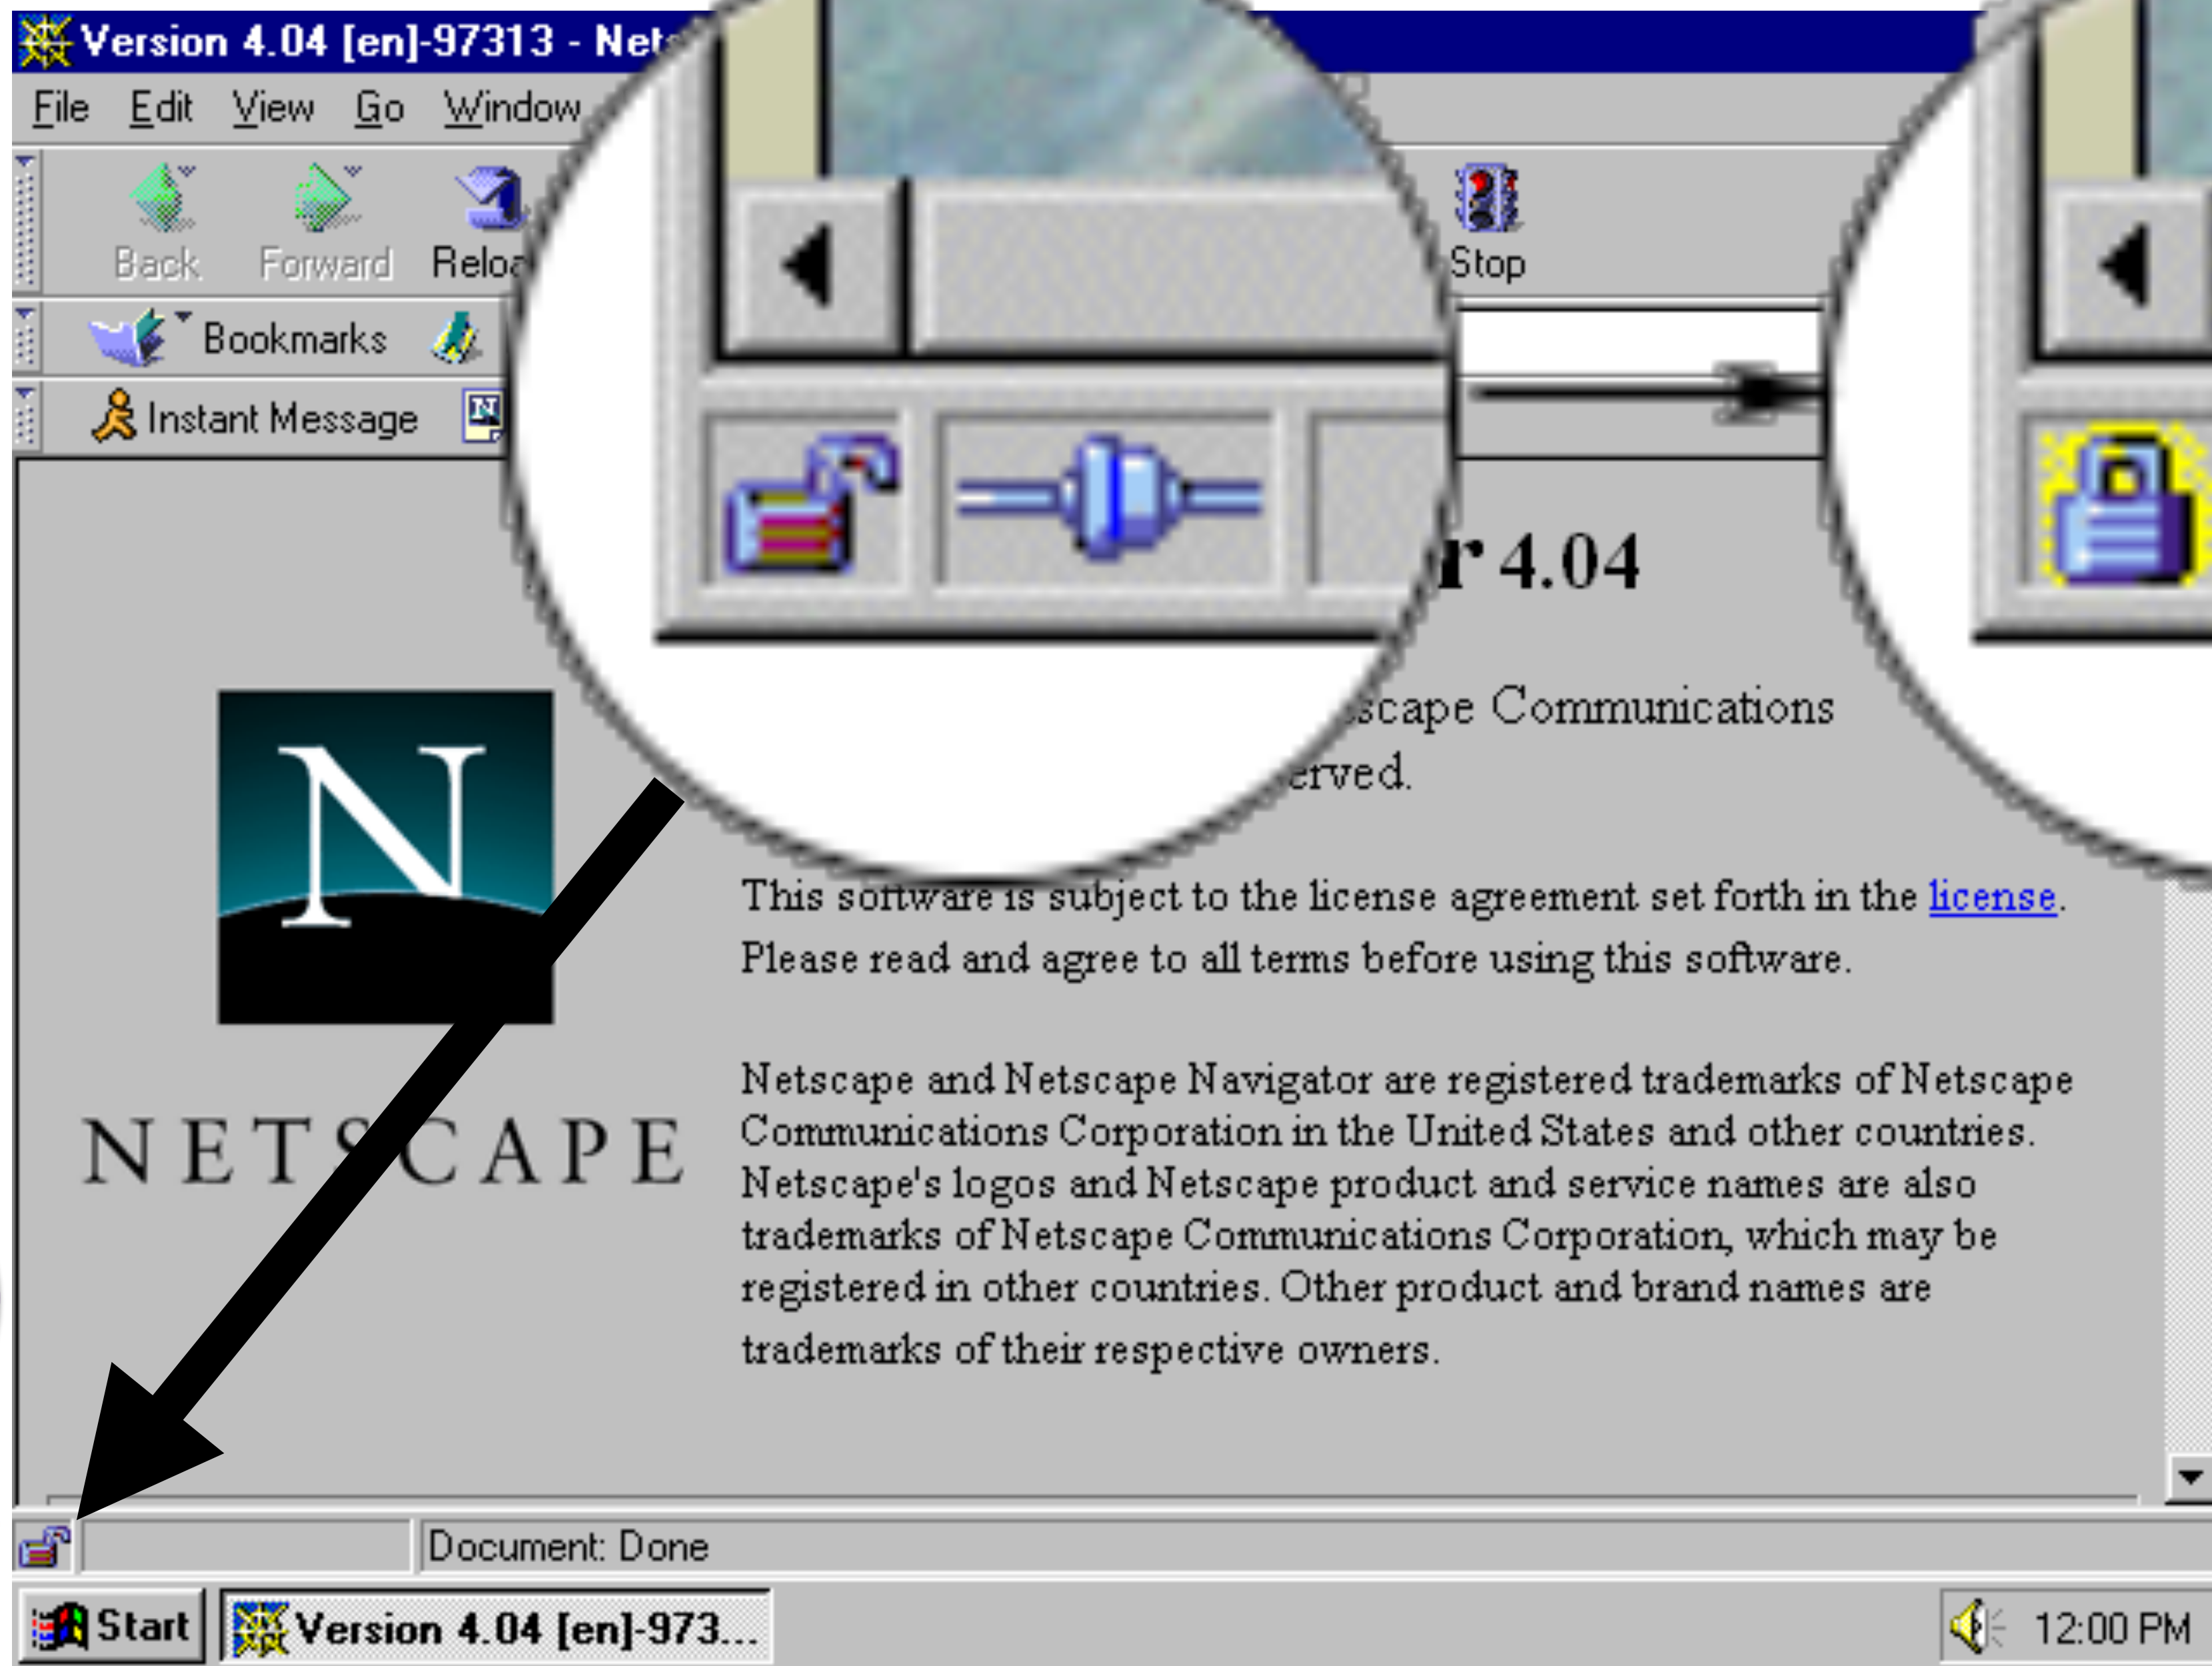 Version 4.04 [en]-97313 - Net
File Edit View Go Window
Back Forward Reloa Stop
Bookmarks
Instant Message N
r 4.04
N
scape Communications
erved.
This software is subject to the license agreement set forth in the license.
Please read and agree to all terms before using this software.
NETSCAPE
Netscape and Netscape Navigator are registered trademarks of Netscape
Communications Corporation in the United States and other countries.
Netscape's logos and Netscape product and service names are also
trademarks of Netscape Communications Corporation, which may be
registered in other countries. Other product and brand names are
trademarks of their respective owners.
Document: Done
Start Version 4.04 [en]-973... 12:00 PM